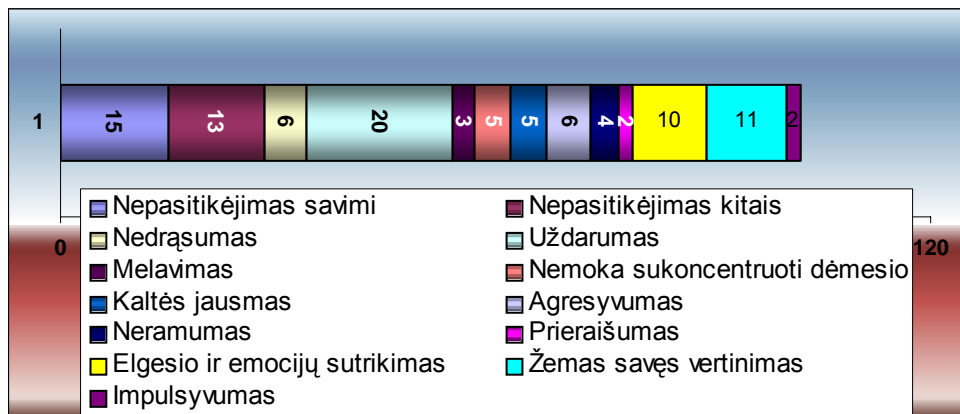 15 13 6 20 3 5 5 6 4 2 10 11 2
1
Nepasitikėjimas savimi Nepasitikėjimas kitais
Nedrąsumas Uždarumas
0 120
Melavimas Nemoka sukoncentruoti dėmesio
Kaltės jausmas Agresyvumas
Neramumas Prieraišumas
Elgesio ir emocijų sutrikimas Žemas savęs vertinimas
Impulsyvumas